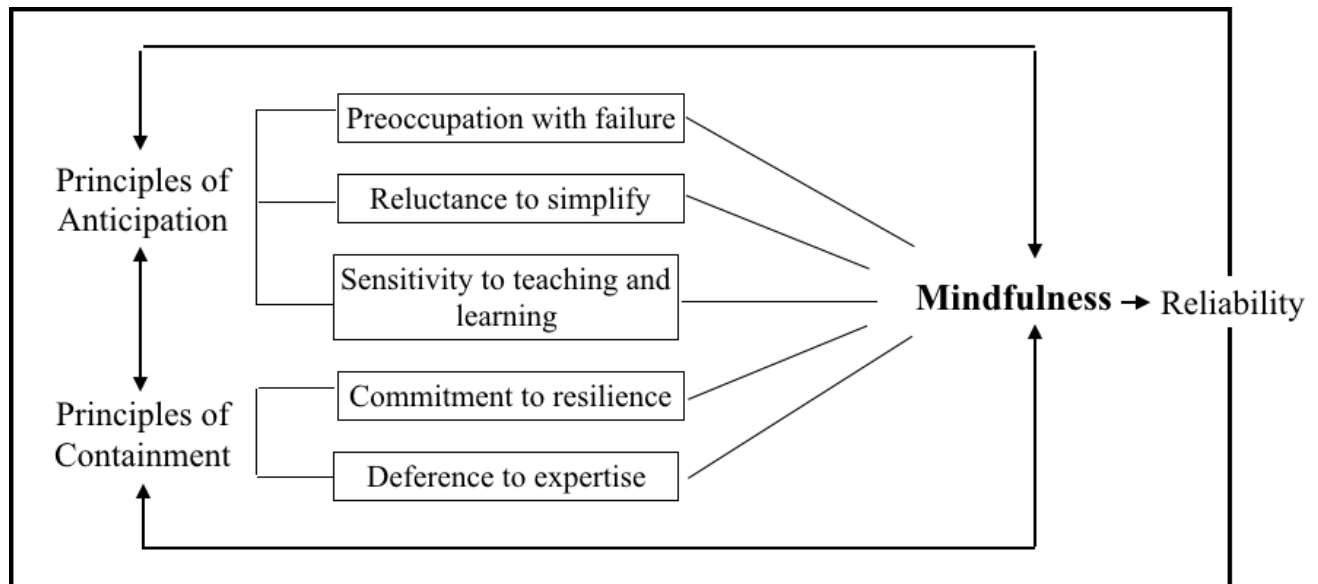 Preoccupation with failure
Principles of
Anticipation
Reluctance to simplify
Sensitivity to teaching and
learning
Mindfulness
Reliability
Principles of
Containment
Commitment to resilience
Deference to expertise